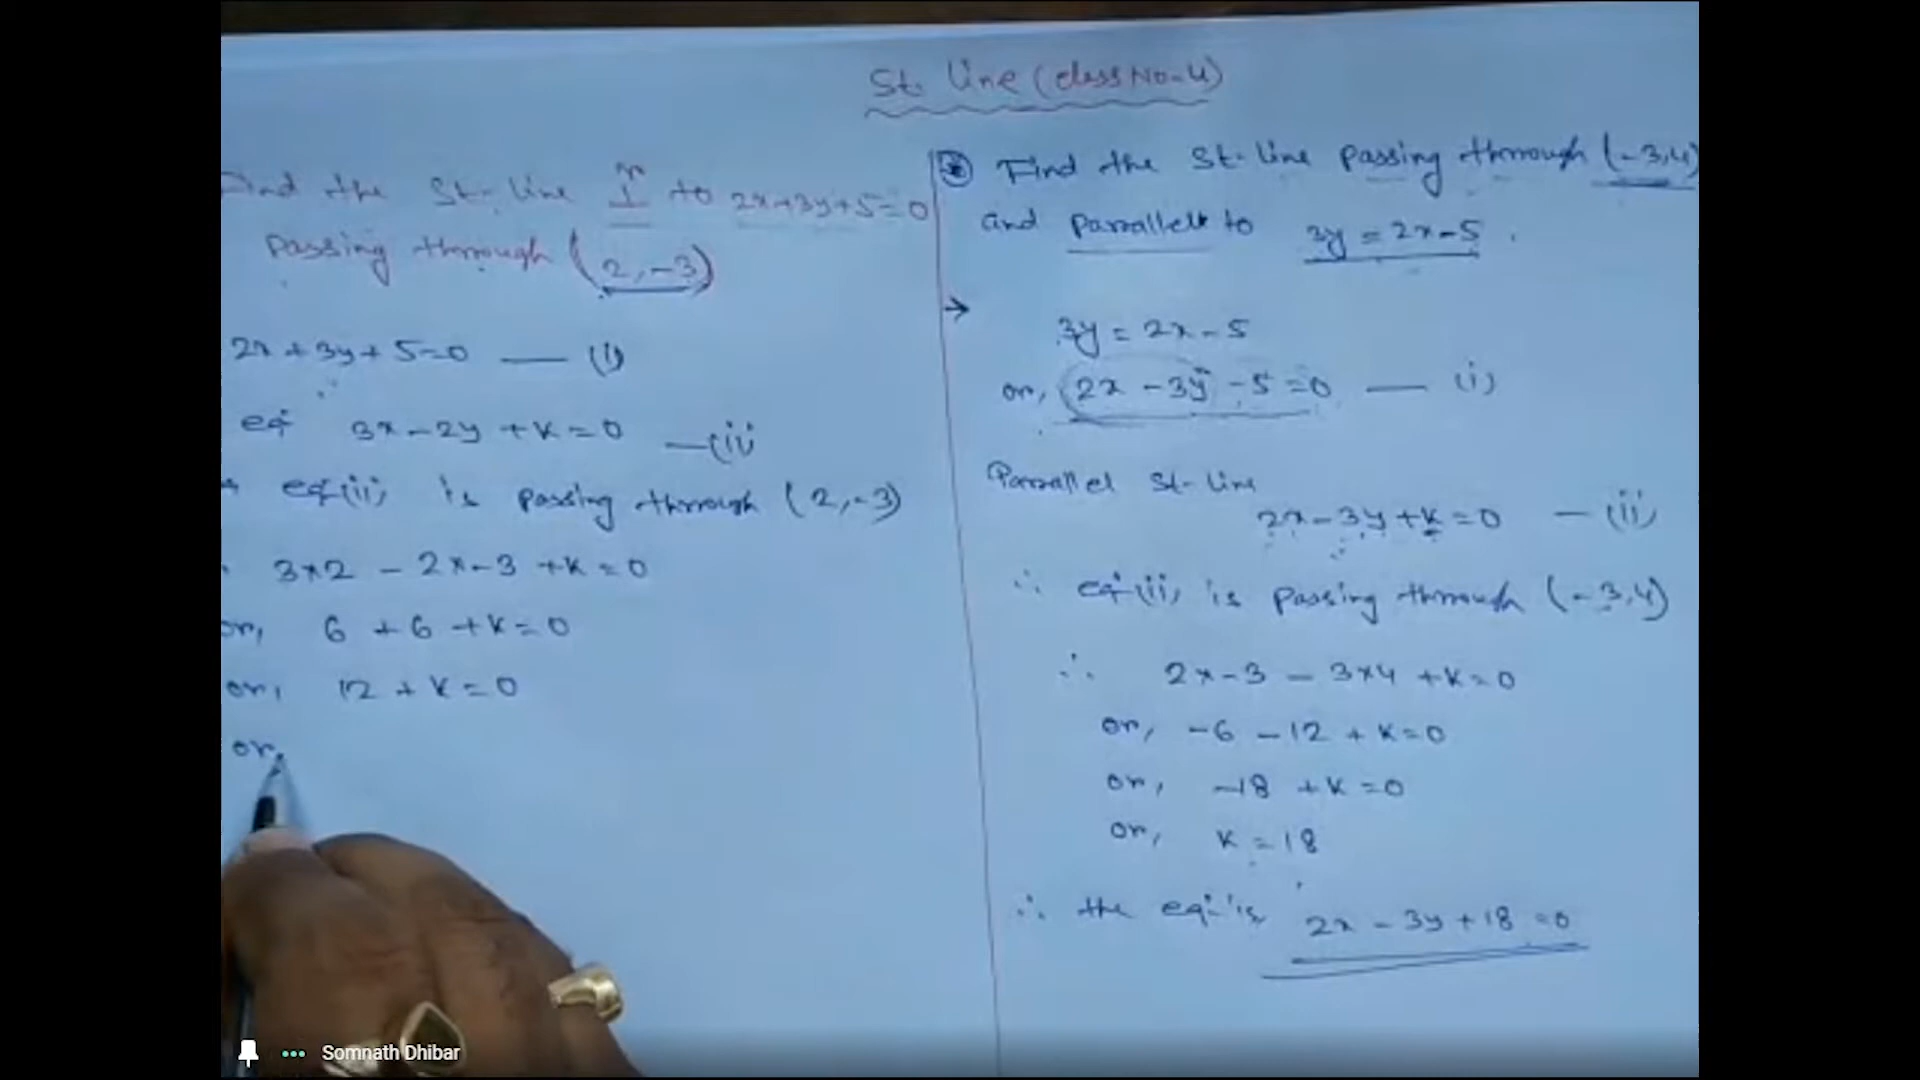 St. line (class No-4)
Find the St. line ⊥r to 2x+3y+5=0
passing through (2,-3)
2x+3y+5=0 — (i)
eqn 3x-2y+k=0 — (ii)
eqn(ii) is passing through (2,-3)
3×2 - 2×-3 +k=0
or, 6+6+k=0
or, 12+k=0
or,
Find the St. line passing through (-3,4)
and parallel to 3y = 2x-5.
→ 3y = 2x-5
or, 2x -3y -5 =0 — (i)
Parallel St. line
2x-3y+k=0 — (ii)
∴ eqn(ii) is passing through (-3,4)
∴ 2×-3 - 3×4 +k=0
or, -6 -12 +k=0
or, -18 +k=0
or, k=18
∴ the eqn is 2x-3y+18=0
Somnath Dhibar